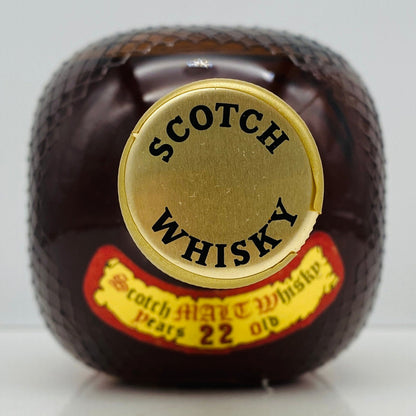 SCOTCH
WHISKY
Scotch MALT Whisky
years 22 Old